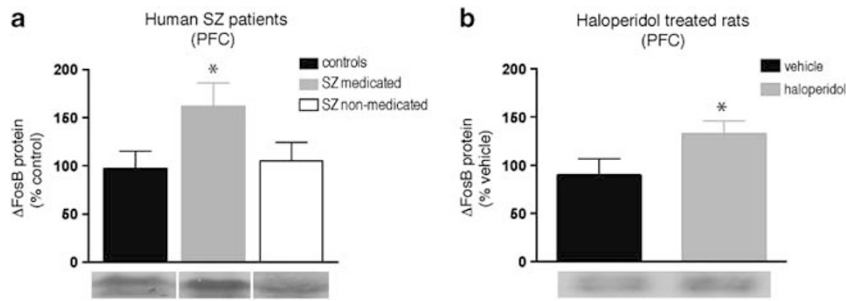 a
Human SZ patients
(PFC)
controls
SZ medicated
SZ non-medicated
ΔFosB protein
(% control)
200
150
100
50
0
*
b
Haloperidol treated rats
(PFC)
vehicle
haloperidol
ΔFosB protein
(% vehicle)
200
150
100
50
0
*